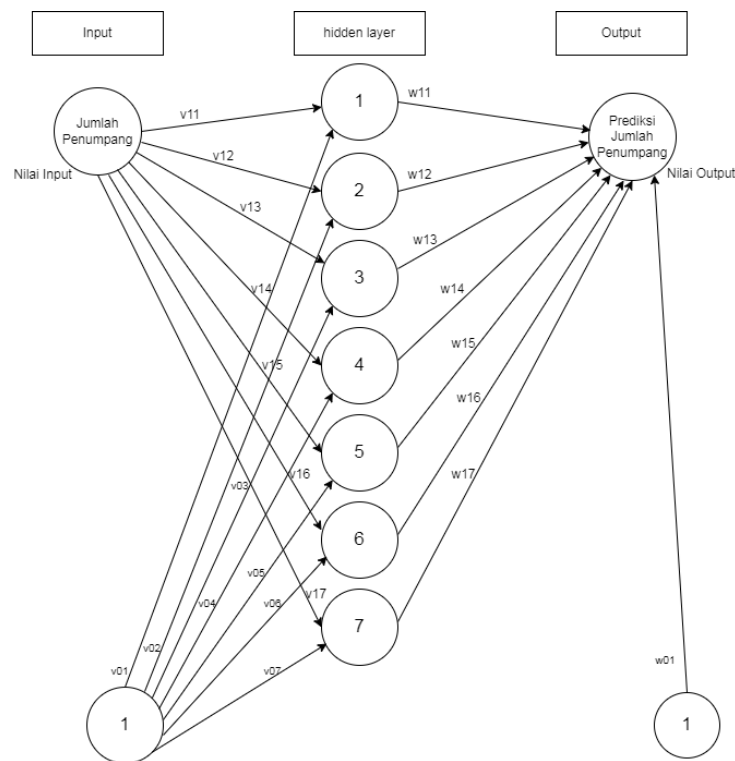 Input
hidden layer
Output
Jumlah
Penumpang
Nilai Input
v11
v12
v13
v14
v15
v16
v17
1
2
3
4
5
6
7
w11
w12
w13
w14
w15
w16
w17
Prediksi
Jumlah
Penumpang
Nilai Output
v01
v02
v03
v04
v05
v06
v07
1
w01
1